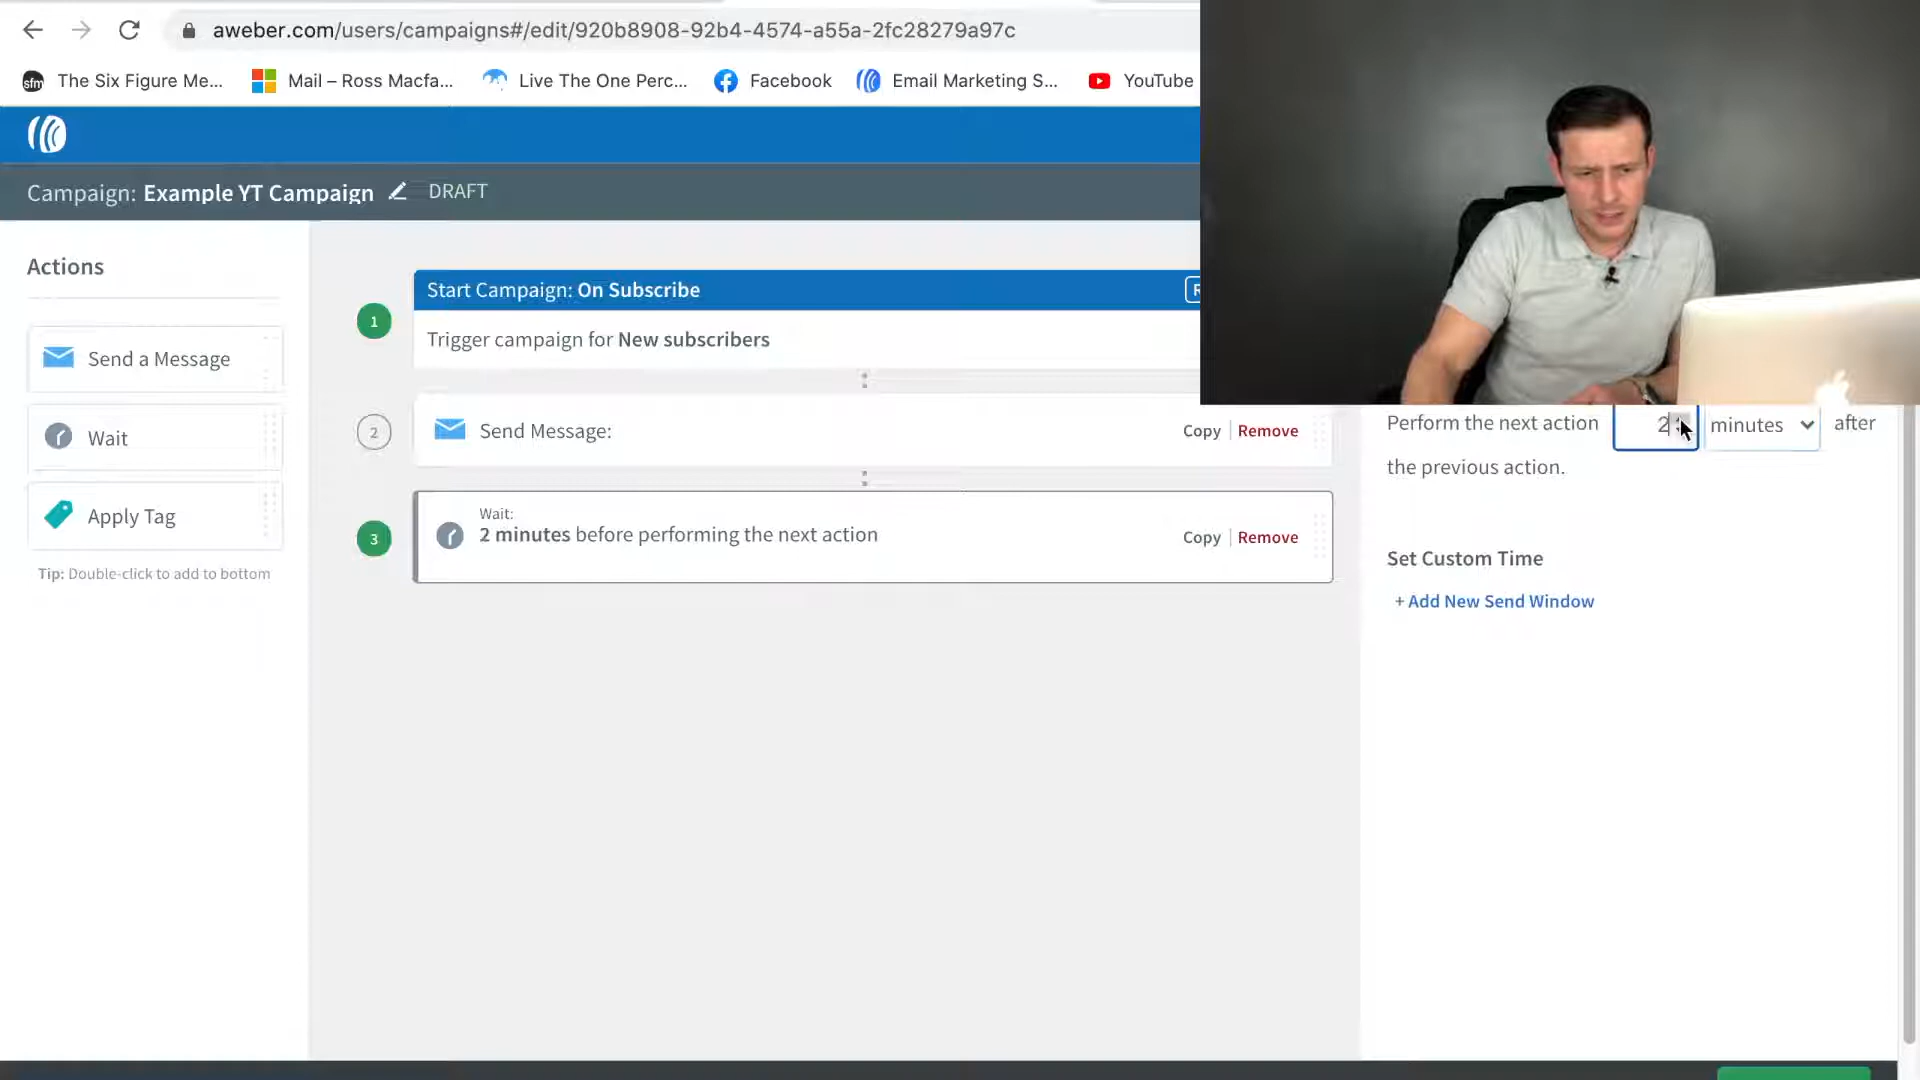 aweber.com/users/campaigns#/edit/920b8908-92b4-4574-a55a-2fc28279a97c
sfm The Six Figure Me... Mail – Ross Macfa... Live The One Perc... Facebook Email Marketing S... YouTube
Campaign: Example YT Campaign DRAFT
Actions
Send a Message
Wait
Apply Tag
Tip: Double-click to add to bottom
1
Start Campaign: On Subscribe
Trigger campaign for New subscribers
2
Send Message:
Copy | Remove
3
Wait:
2 minutes before performing the next action
Copy | Remove
Perform the next action 2 minutes after
the previous action.
Set Custom Time
+ Add New Send Window